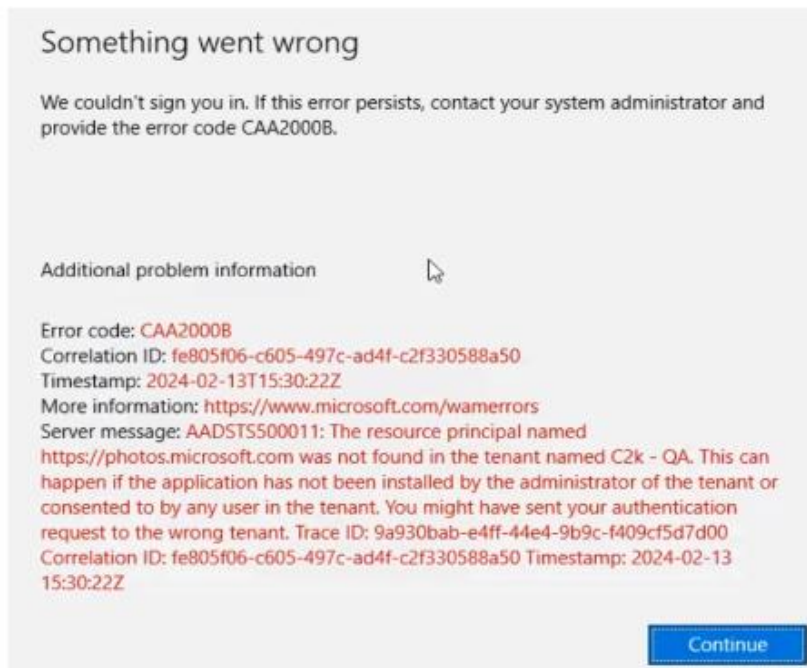 Something went wrong
We couldn't sign you in. If this error persists, contact your system administrator and
provide the error code CAA2000B.
Additional problem information
Error code: CAA2000B
Correlation ID: fe805f06-c605-497c-ad4f-c2f330588a50
Timestamp: 2024-02-13T15:30:22Z
More information: https://www.microsoft.com/wamerrors
Server message: AADSTS500011: The resource principal named
https://photos.microsoft.com was not found in the tenant named C2k - QA. This can
happen if the application has not been installed by the administrator of the tenant or
consented to by any user in the tenant. You might have sent your authentication
request to the wrong tenant. Trace ID: 9a930bab-e4ff-44e4-9b9c-f409cf5d7d00
Correlation ID: fe805f06-c605-497c-ad4f-c2f330588a50 Timestamp: 2024-02-13
15:30:22Z
Continue